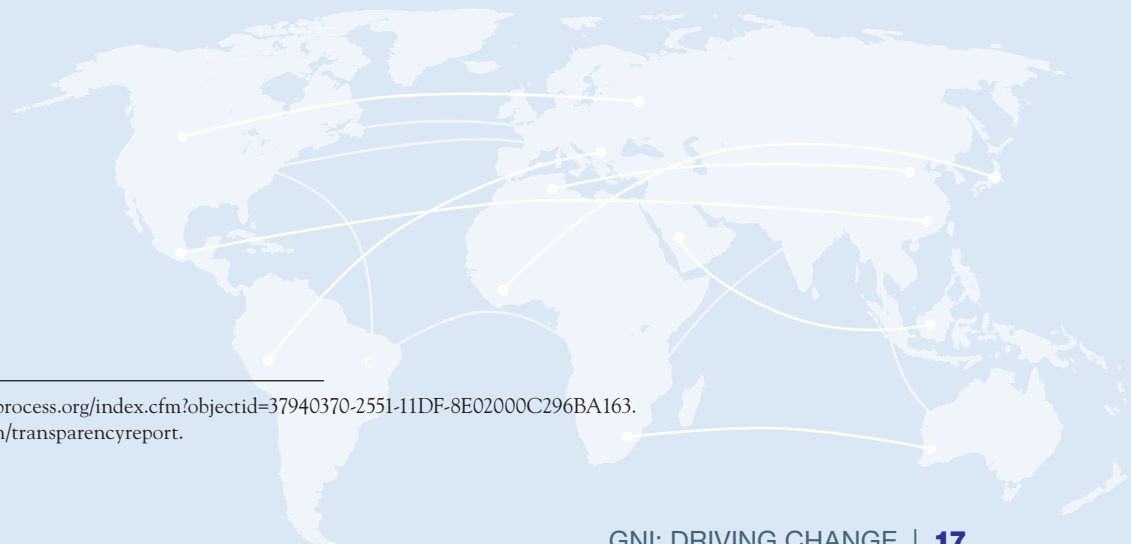 process.org/index.cfm?objectid=37940370-2551-11DF-8E02000C296BA163.
/transparencyreport.
GNI: DRIVING CHANGE | 17